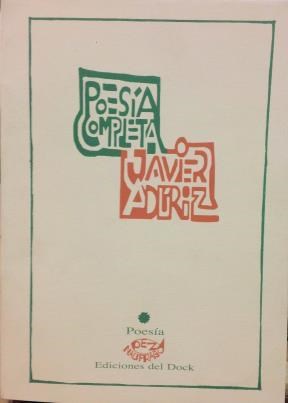 POESÍA
COMPLETA
JAVIER
ADÚRIZ
Poesía
Ediciones del Dock